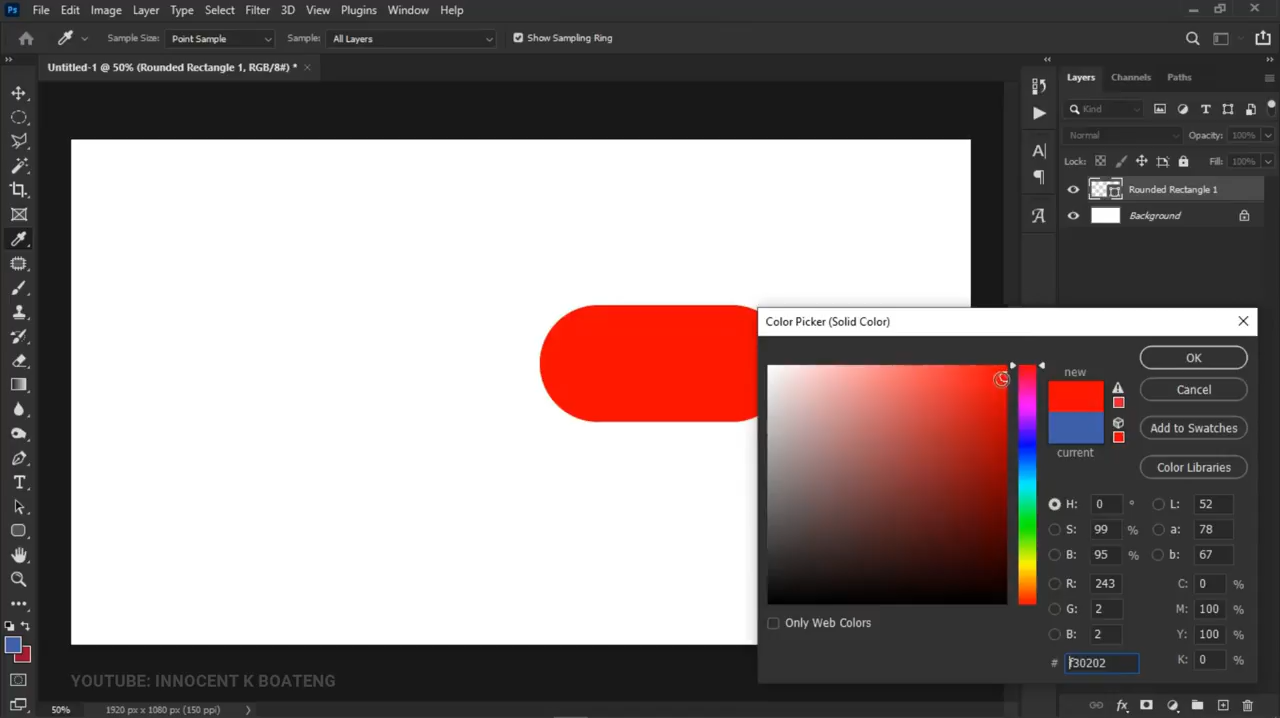 Ps File Edit Image Layer Type Select Filter 3D View Plugins Window Help
Sample Size: Point Sample Sample: All Layers Show Sampling Ring
Untitled-1 @ 50% (Rounded Rectangle 1, RGB/8#) * ×
Layers Channels Paths
Kind
Normal Opacity: 100%
Lock: Fill: 100%
Rounded Rectangle 1
Background
Color Picker (Solid Color)
new
current
OK
Cancel
Add to Swatches
Color Libraries
H: 0 ° L: 52
S: 99 % a: 78
B: 95 % b: 67
R: 243 C: 0 %
G: 2 M: 100 %
B: 2 Y: 100 %
# f30202 K: 0 %
Only Web Colors
YOUTUBE: INNOCENT K BOATENG
50% 1920 px x 1080 px (150 ppi)